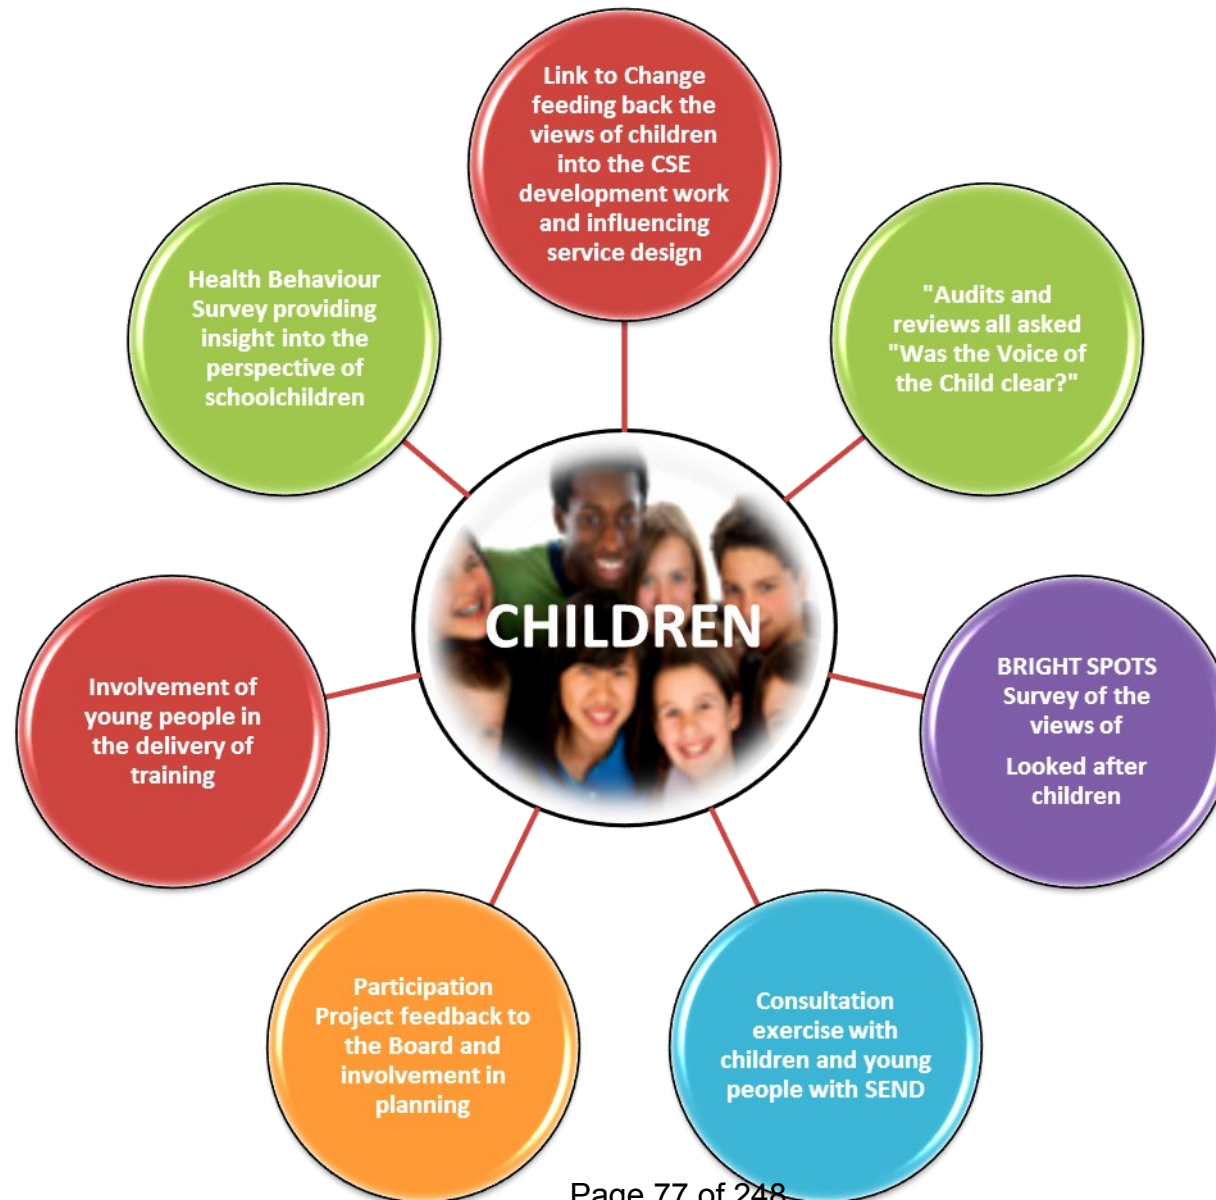 Link to Change
feeding back the
views of children
into the CSE
development work
and influencing
service design
Health Behaviour
Survey providing
insight into the
perspective of
schoolchildren
"Audits and
reviews all asked
"Was the Voice of
the Child clear?"
CHILDREN
Involvement of
young people in
the delivery of
training
BRIGHT SPOTS
Survey of the
views of
Looked after
children
Participation
Project feedback to
the Board and
involvement in
planning
Consultation
exercise with
children and young
people with SEND
Page 77 of 248